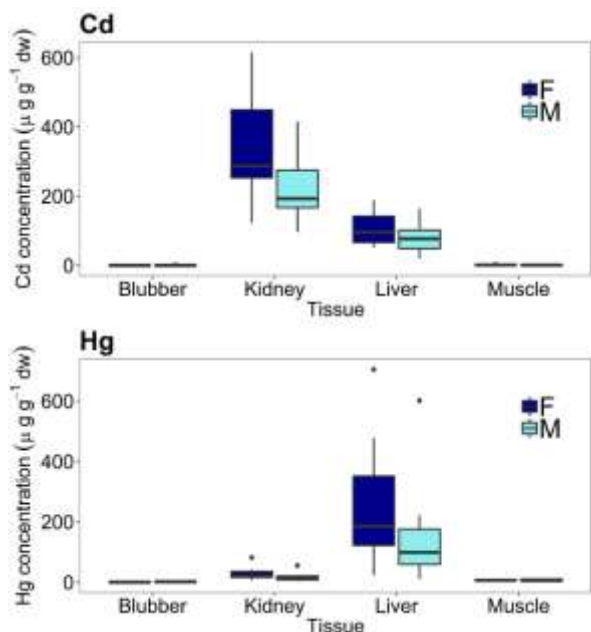 Cd
Cd concentration (μ g g⁻¹ dw)
600
400
200
0
F
M
Blubber Kidney Liver Muscle
Tissue
Hg
Hg concentration (μ g g⁻¹ dw)
600
400
200
0
F
M
Blubber Kidney Liver Muscle
Tissue